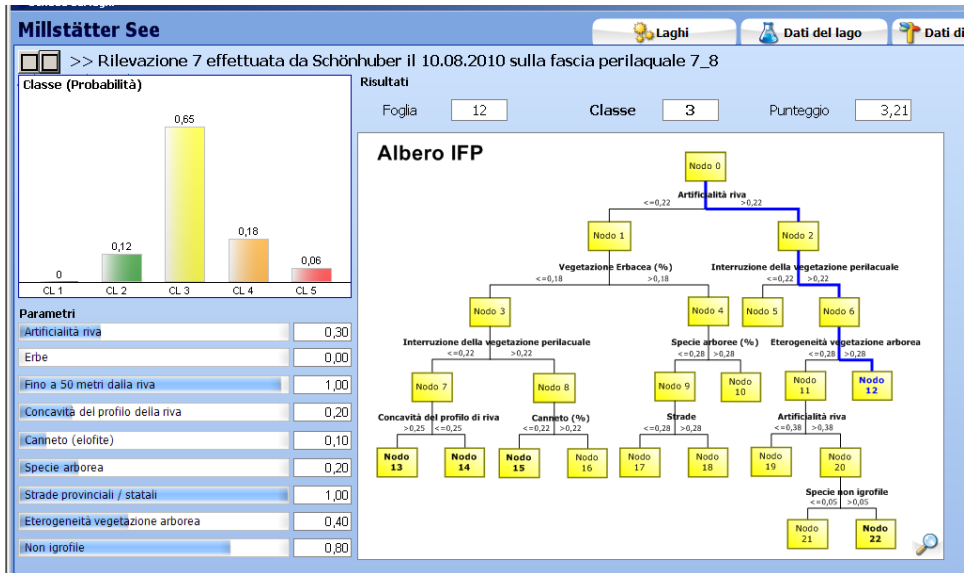 Millstätter See
Laghi
Dati del lago
Dati di
>> Rilevazione 7 effettuata da Schönhuber il 10.08.2010 sulla fascia perilaquale 7_8
Classe (Probabilità)
0
0,12
0,65
0,18
0,06
CL 1 CL 2 CL 3 CL 4 CL 5
Parametri
Artificialità riva 0,30
Erbe 0,00
Fino a 50 metri dalla riva 1,00
Concavità del profilo della riva 0,20
Canneto (elofite) 0,10
Specie arborea 0,20
Strade provinciali / statali 1,00
Eterogeneità vegetazione arborea 0,40
Non igrofile 0,80
Risultati
Foglia 12 Classe 3 Punteggio 3,21
Albero IFP
Nodo 0
Artificialità riva
<=0,22 >0,22
Nodo 1 Nodo 2
Vegetazione Erbacea (%) Interruzione della vegetazione perilacuale
<=0,18 >0,18 <=0,22 >0,22
Nodo 3 Nodo 4 Nodo 5 Nodo 6
Interruzione della vegetazione perilacuale Specie arboree (%) Eterogeneità vegetazione arborea
<=0,22 >0,22 <=0,28 >0,28 <=0,28 >0,28
Nodo 7 Nodo 8 Nodo 9 Nodo 10 Nodo 11 Nodo 12
Concavità del profilo di riva Canneto (%) Strade Artificialità riva
>0,25 <=0,25 <=0,22 >0,22 <=0,28 >0,28 <=0,38 >0,38
Nodo 13 Nodo 14 Nodo 15 Nodo 16 Nodo 17 Nodo 18 Nodo 19 Nodo 20
Specie non igrofile
<=0,05 >0,05
Nodo 21 Nodo 22